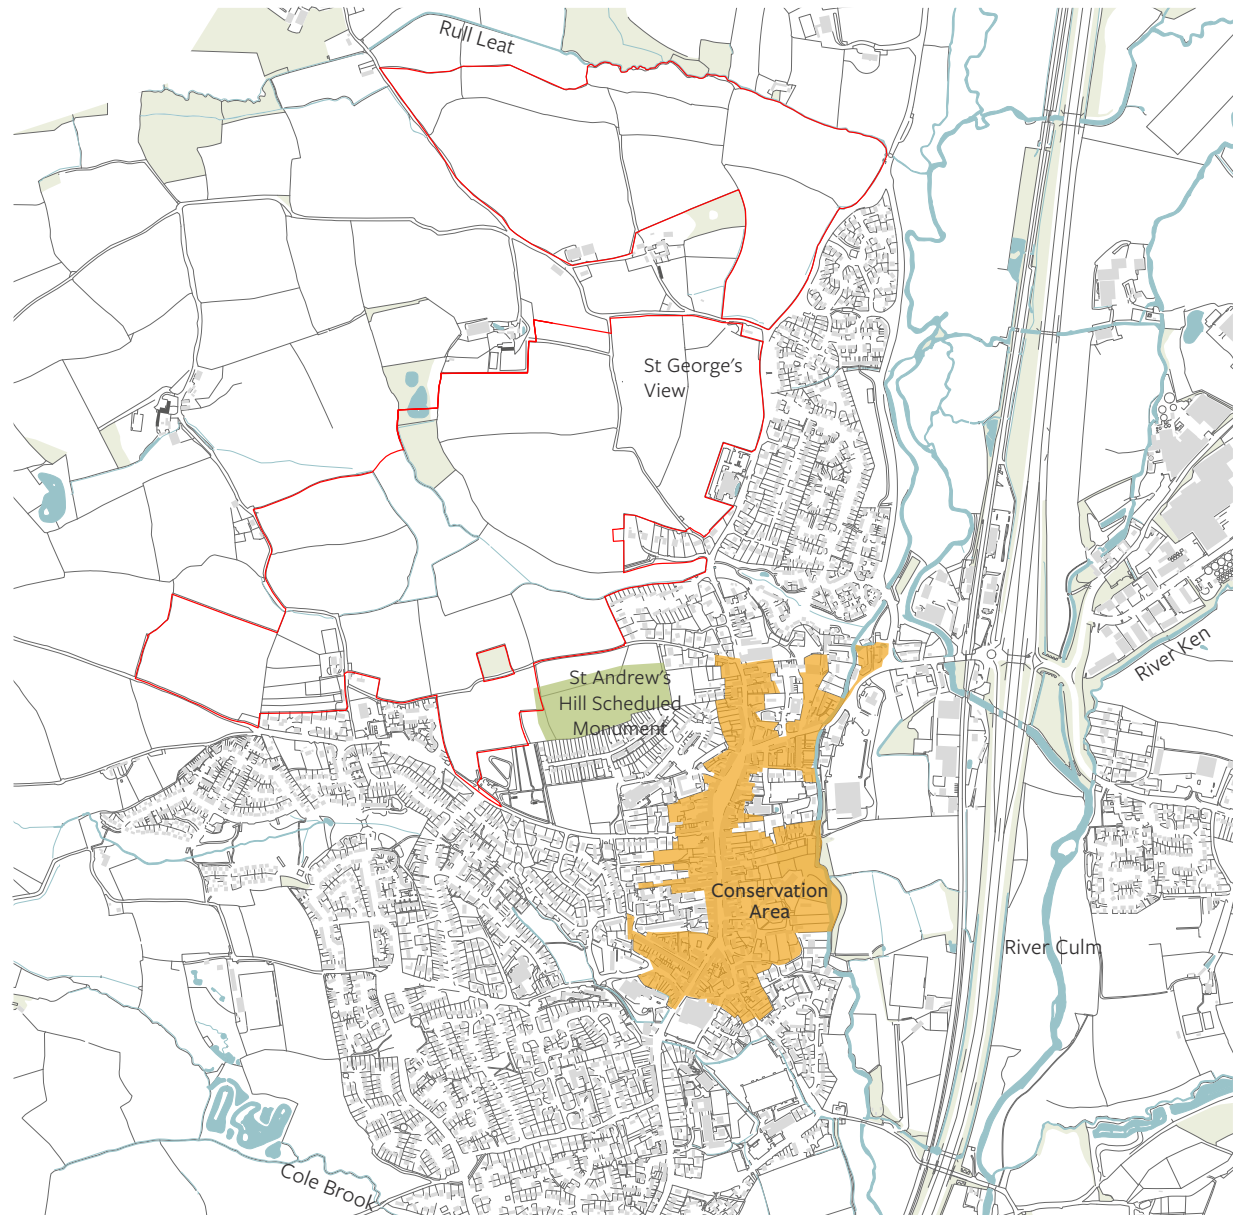 Rull Leat
St George's
View
River Ken
St Andrew's
Hill Scheduled
Monument
Conservation
Area
River Culm
Cole Brook